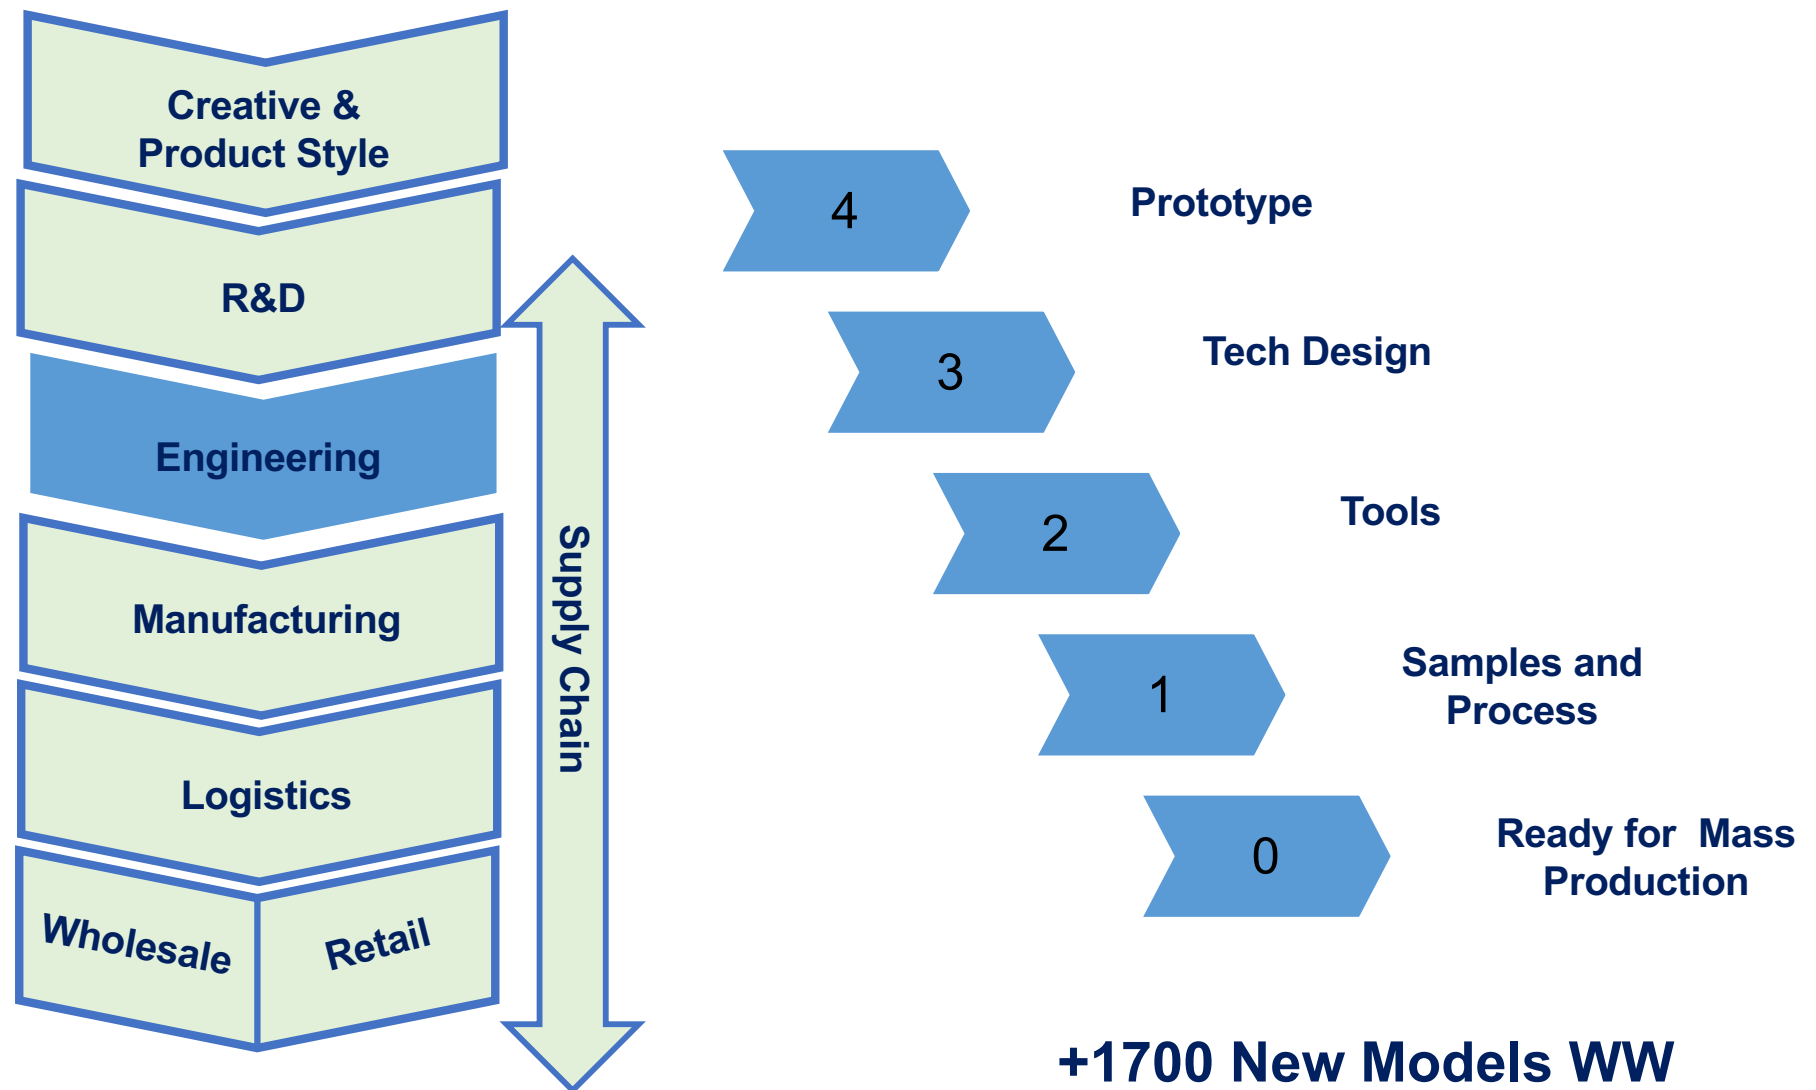 Creative &
Product Style
R&D
Engineering
Manufacturing
Logistics
Wholesale
Retail
Supply Chain
4
Prototype
3
Tech Design
2
Tools
1
Samples and
Process
0
Ready for  Mass
Production
+1700 New Models WW